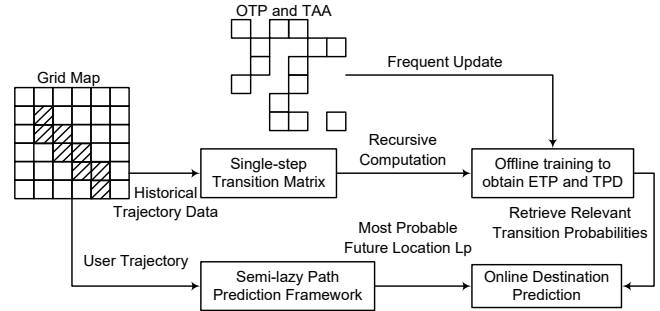 OTP and TAA
Frequent Update
Grid Map
Recursive
Computation
Single-step
Transition Matrix
Offline training to
obtain ETP and TPD
Historical
Trajectory Data
Retrieve Relevant
Transition Probabilities
Most Probable
Future Location Lp
User Trajectory
Semi-lazy Path
Prediction Framework
Online Destination
Prediction